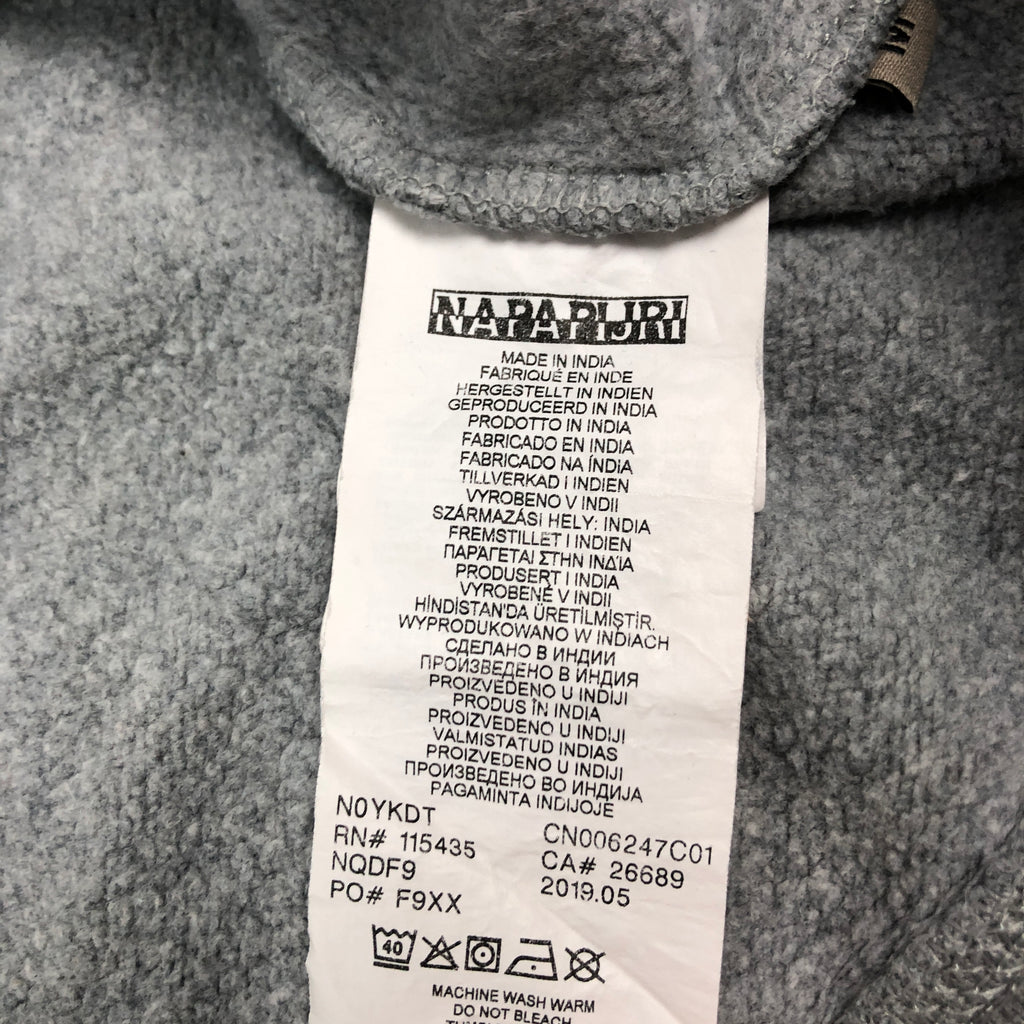 NAPAPIJRI
MADE IN INDIA
FABRIQUÉ EN INDE
HERGESTELLT IN INDIEN
GEPRODUCEERD IN INDIA
PRODOTTO IN INDIA
FABRICADO EN INDIA
FABRICADO NA ÍNDIA
TILLVERKAD I INDIEN
VYROBENO V INDII
SZÁRMAZÁSI HELY: INDIA
FREMSTILLET I INDIEN
ΠΑΡΑΓΕΤΑΙ ΣΤΗΝ ΙΝΔΊΑ
PRODUSERT I INDIA
VYROBENÉ V INDII
HİNDİSTAN'DA ÜRETİLMİŞTİR.
WYPRODUKOWANO W INDIACH
СДЕЛАНО В ИНДИИ
ПРОИЗВЕДЕНО В ИНДИЯ
PROIZVEDENO U INDIJI
PRODUS ÎN INDIA
PROIZVEDENO U INDIJI
VALMISTATUD INDIAS
PROIZVEDENO U INDIJI
ПРОИЗВЕДЕНО ВО ИНДИЈА
PAGAMINTA INDIJOJE
N0YKDT
RN# 115435 CN006247C01
NQDF9 CA# 26689
PO# F9XX 2019.05
40
MACHINE WASH WARM
DO NOT BLEACH